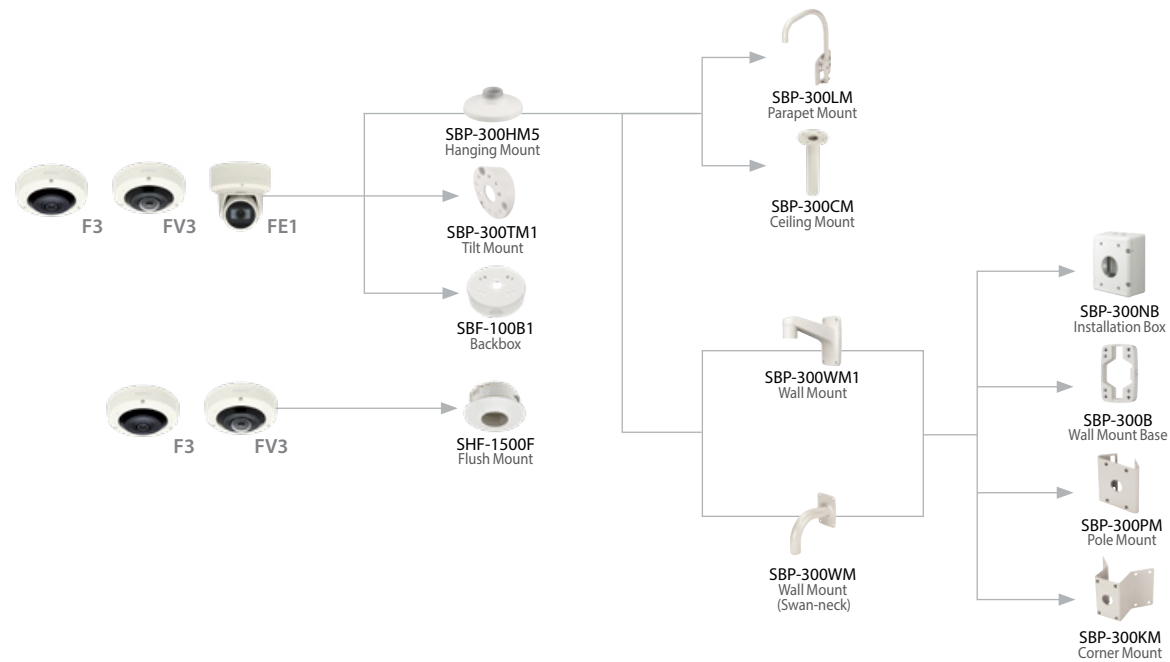 SBP-300LM
Parapet Mount
SBP-300HM5
Hanging Mount
SBP-300CM
Ceiling Mount
F3
FV3
FE1
SBP-300TM1
Tilt Mount
SBF-100B1
Backbox
SBP-300NB
Installation Box
SBP-300WM1
Wall Mount
SBP-300B
Wall Mount Base
F3
FV3
SHF-1500F
Flush Mount
SBP-300PM
Pole Mount
SBP-300WM
Wall Mount
(Swan-neck)
SBP-300KM
Corner Mount